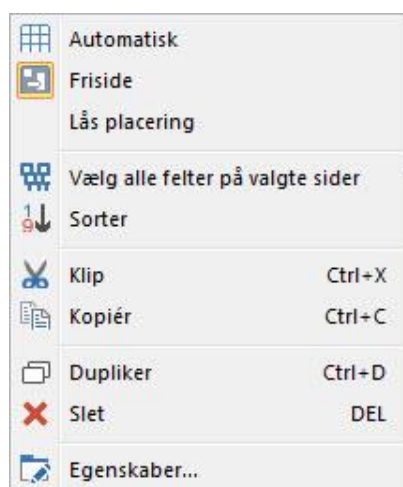 Automatisk
Friside
Lås placering
Vælg alle felter på valgte sider
Sorter
Klip Ctrl+X
Kopiér Ctrl+C
Dupliker Ctrl+D
Slet DEL
Egenskaber...